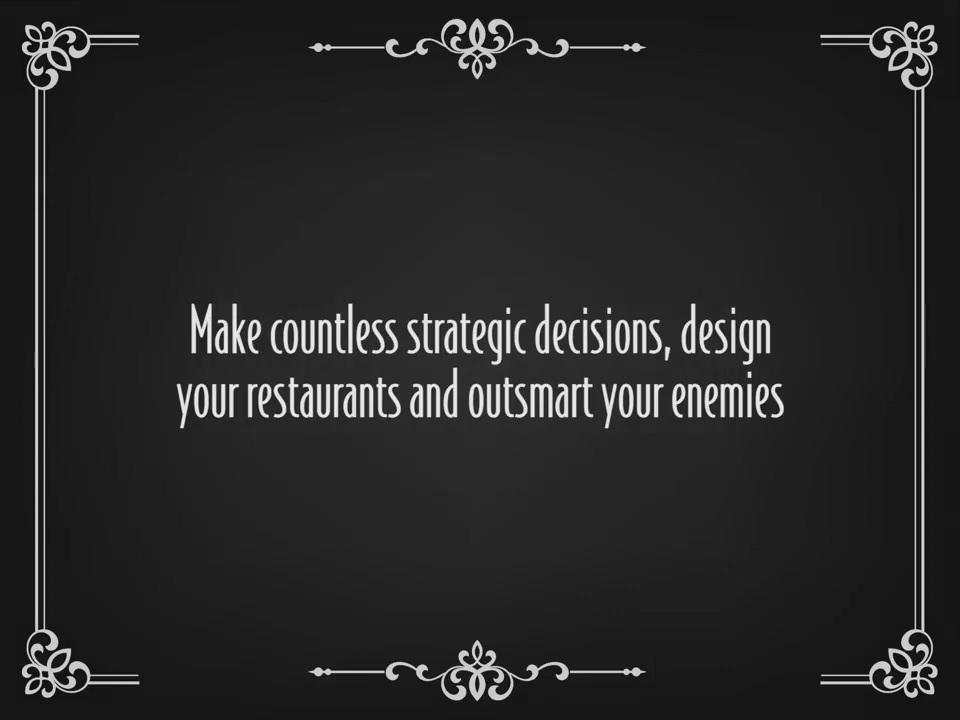 Make countless strategic decisions, design
your restaurants and outsmart your enemies